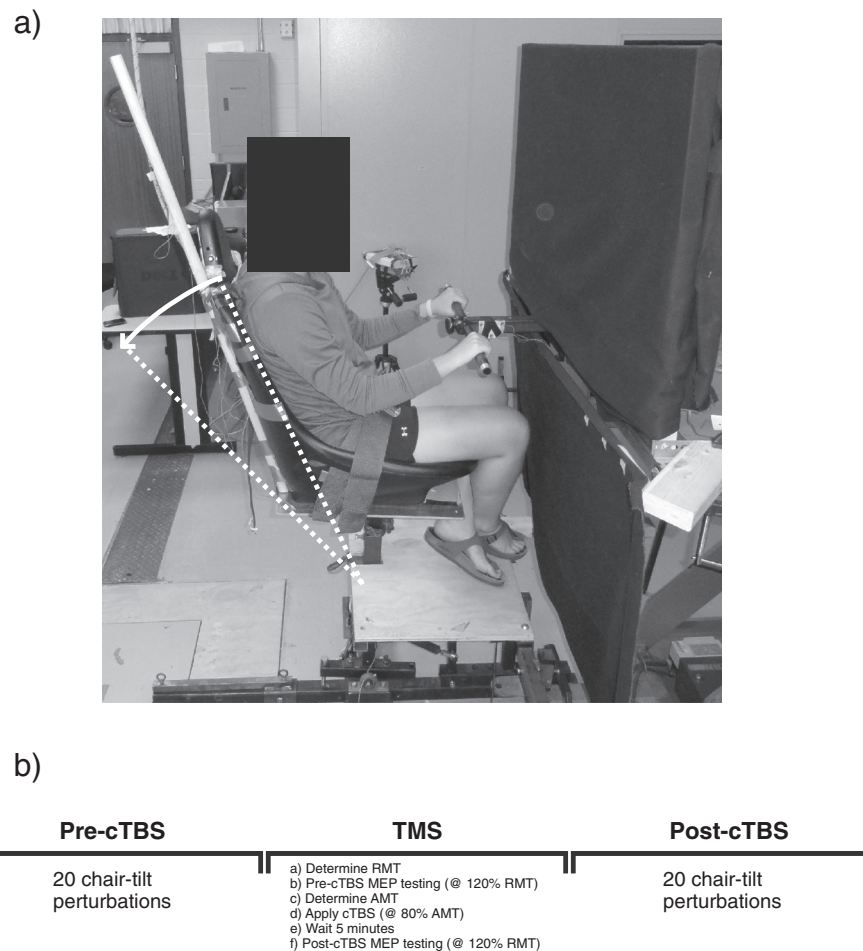 a)
DELL
b)
Pre-cTBS
TMS
Post-cTBS
20 chair-tilt
perturbations
a) Determine RMT
b) Pre-cTBS MEP testing (@ 120% RMT)
c) Determine AMT
d) Apply cTBS (@ 80% AMT)
e) Wait 5 minutes
f) Post-cTBS MEP testing (@ 120% RMT)
20 chair-tilt
perturbations